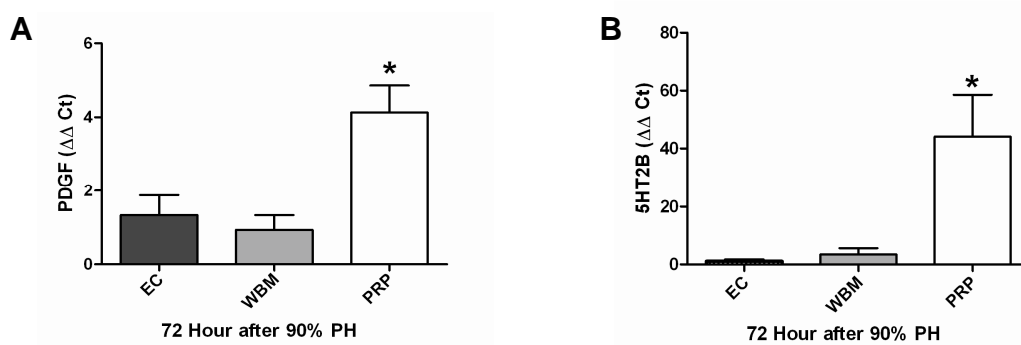 A
PDGF (ΔΔ Ct)
6
4
2
0
*
EC
WBM
PRP
72 Hour after 90% PH
B
5HT2B (ΔΔ Ct)
80
60
40
20
0
*
EC
WBM
PRP
72 Hour after 90% PH